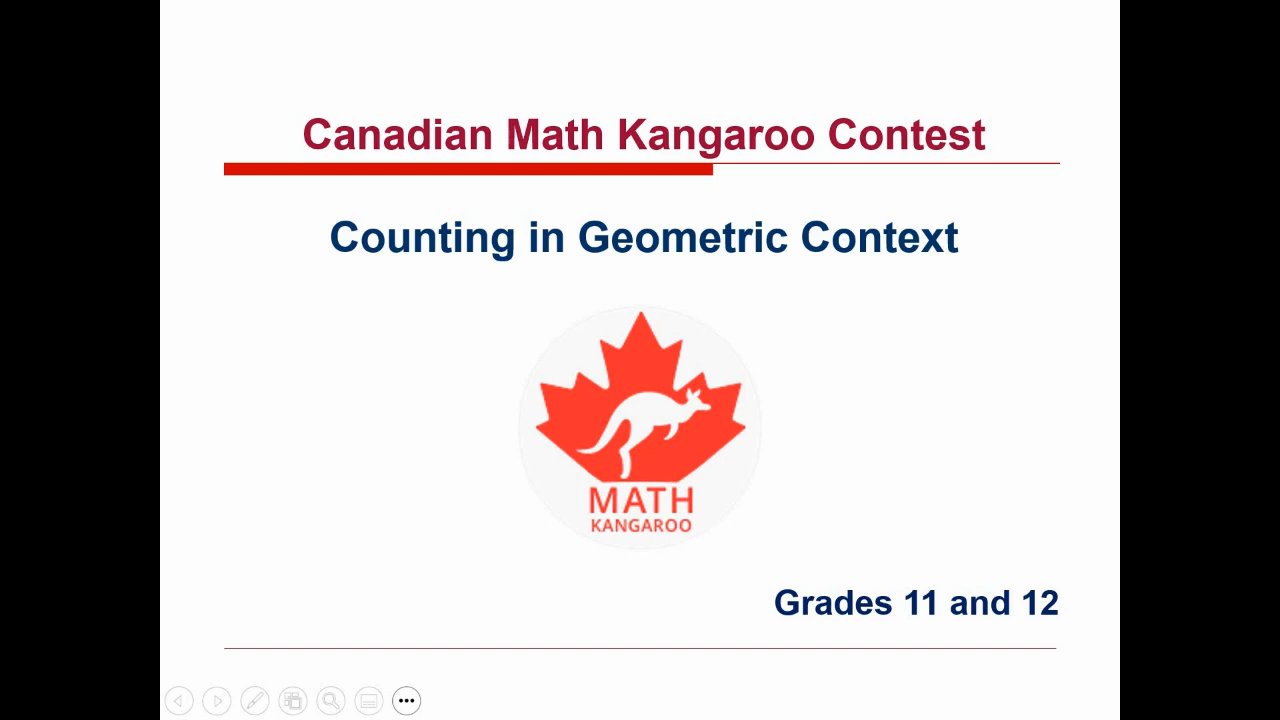 Canadian Math Kangaroo Contest
Counting in Geometric Context
MATH
KANGAROO
Grades 11 and 12